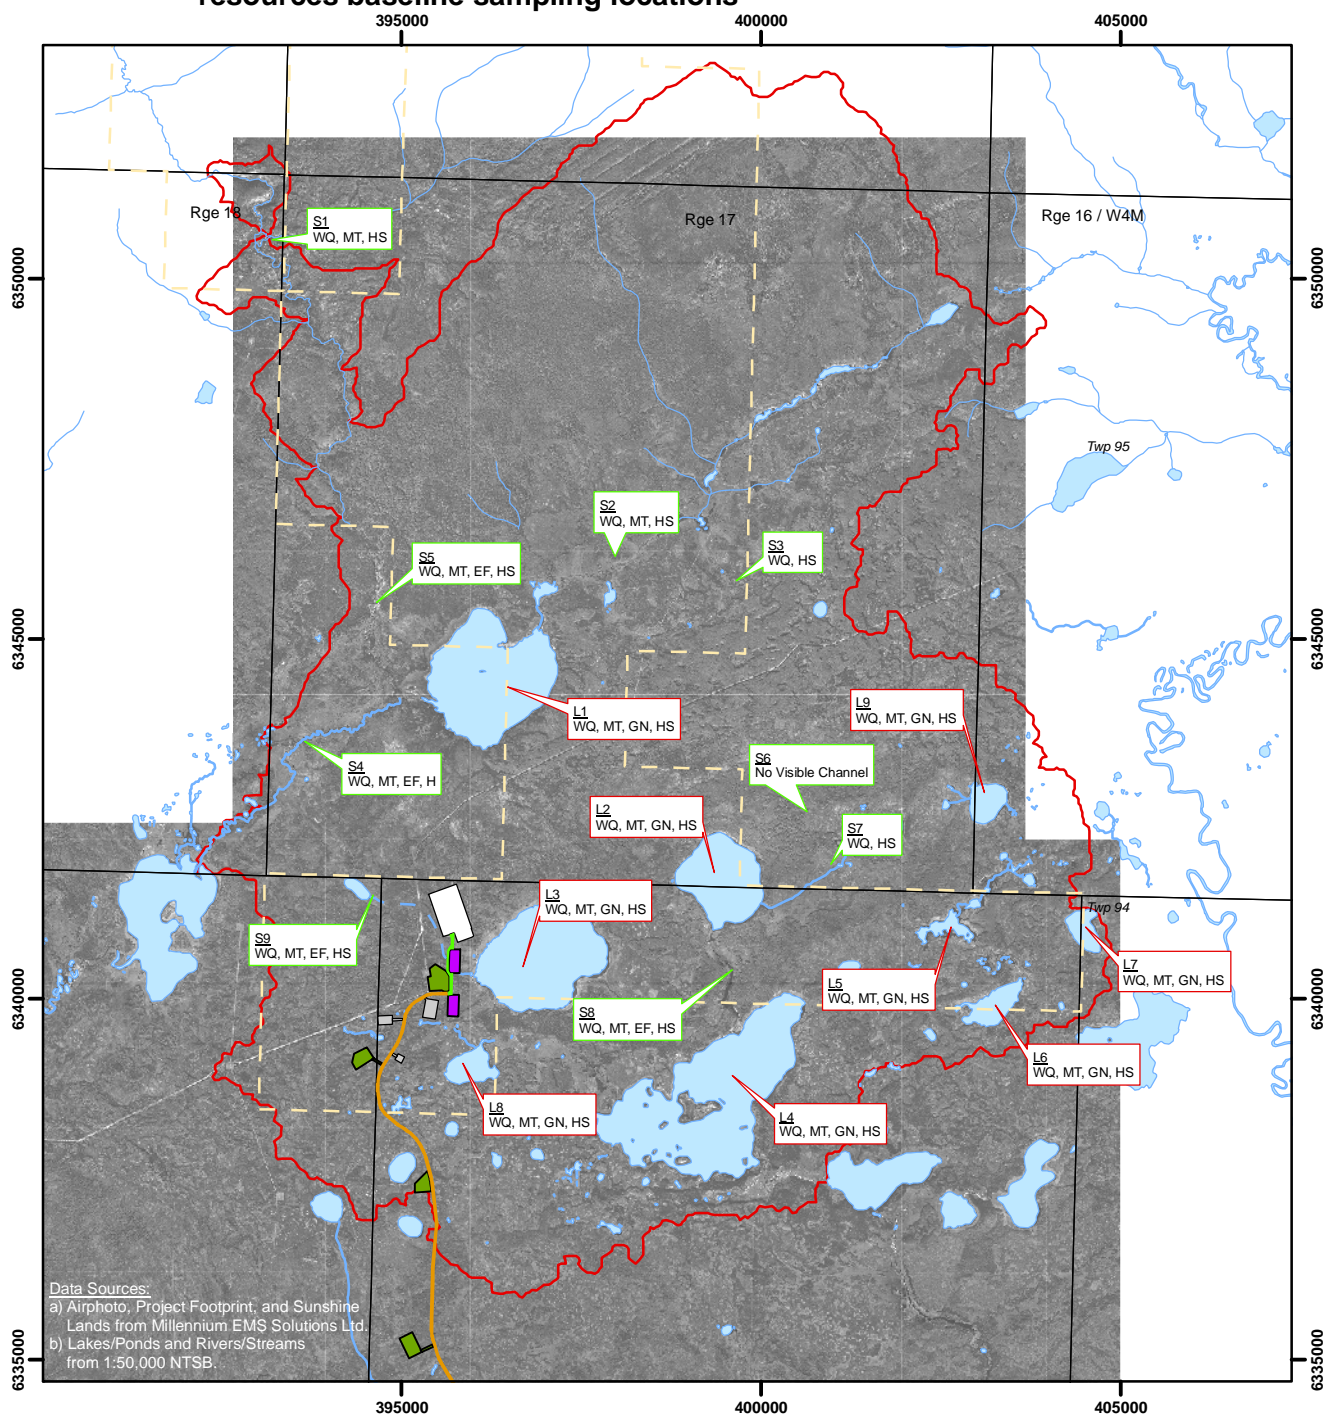 resources baseline sampling locations
395000
400000
405000
Rge 18
Rge 17
Rge 16 / W4M
S1
WQ, MT, HS
6350000
6350000
Twp 95
S2
WQ, MT, HS
S3
WQ, HS
S5
WQ, MT, EF, HS
6345000
6345000
L1
WQ, MT, GN, HS
L9
WQ, MT, GN, HS
S4
WQ, MT, EF, H
S6
No Visible Channel
L2
WQ, MT, GN, HS
S7
WQ, HS
L3
WQ, MT, GN, HS
Twp 94
S9
WQ, MT, EF, HS
L7
WQ, MT, GN, HS
L5
WQ, MT, GN, HS
6340000
6340000
S8
WQ, MT, EF, HS
L6
WQ, MT, GN, HS
L8
WQ, MT, GN, HS
L4
WQ, MT, GN, HS
Data Sources:
a) Airphoto, Project Footprint, and Sunshine
Lands from Millennium EMS Solutions Ltd.
b) Lakes/Ponds and Rivers/Streams
from 1:50,000 NTSB.
6335000
6335000
395000
400000
405000